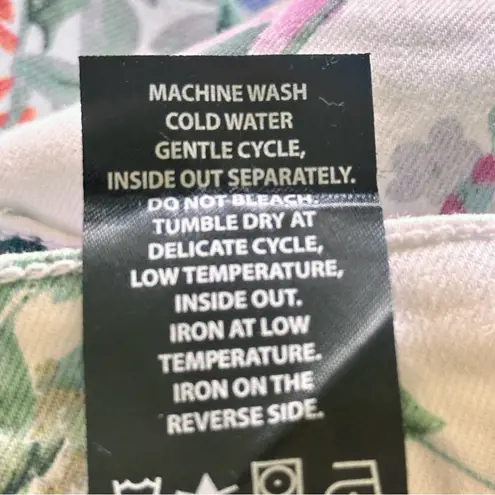 MACHINE WASH
COLD WATER
GENTLE CYCLE,
INSIDE OUT SEPARATELY.
DO NOT BLEACH.
TUMBLE DRY AT
DELICATE CYCLE,
LOW TEMPERATURE,
INSIDE OUT.
IRON AT LOW
TEMPERATURE.
IRON ON THE
REVERSE SIDE.